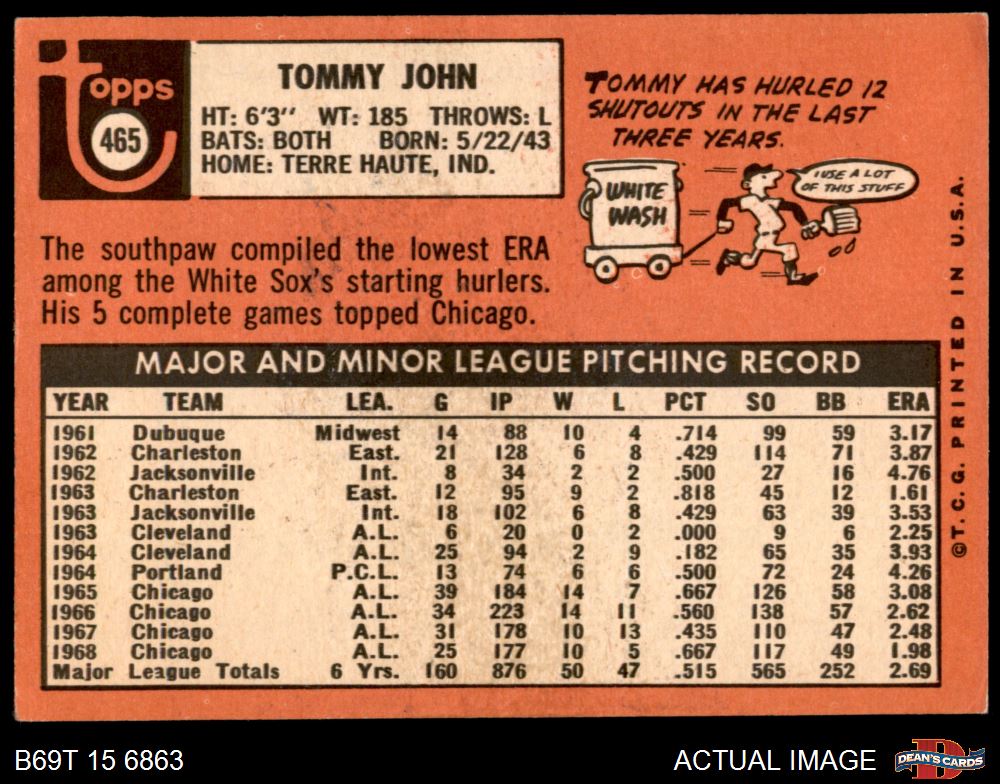 Topps
465
TOMMY JOHN
HT: 6'3" WT: 185 THROWS: L
BATS: BOTH BORN: 5/22/43
HOME: TERRE HAUTE, IND.
TOMMY HAS HURLED 12
SHUTOUTS IN THE LAST
THREE YEARS.
I USE A LOT
OF THIS STUFF
WHITE
WASH
The southpaw compiled the lowest ERA
among the White Sox's starting hurlers.
His 5 complete games topped Chicago.
MAJOR AND MINOR LEAGUE PITCHING RECORD
YEAR TEAM LEA. G IP W L PCT SO BB ERA
1961 Dubuque Midwest 14 88 10 4 .714 99 59 3.17
1962 Charleston East. 21 128 6 8 .429 114 71 3.87
1962 Jacksonville Int. 8 34 2 2 .500 27 16 4.76
1963 Charleston East. 12 95 9 2 .818 45 12 1.61
1963 Jacksonville Int. 18 102 6 8 .429 63 39 3.53
1963 Cleveland A.L. 6 20 0 2 .000 9 6 2.25
1964 Cleveland A.L. 25 94 2 9 .182 65 35 3.93
1964 Portland P.C.L. 13 74 6 6 .500 72 24 4.26
1965 Chicago A.L. 39 184 14 7 .667 126 58 3.08
1966 Chicago A.L. 34 223 14 11 .560 138 57 2.62
1967 Chicago A.L. 31 178 10 13 .435 110 47 2.48
1968 Chicago A.L. 25 177 10 5 .667 117 49 1.98
Major League Totals 6 Yrs. 160 876 50 47 .515 565 252 2.69
©T.C.G. PRINTED IN U.S.A.
B69T 15 6863
ACTUAL IMAGE
DEAN'S CARDS